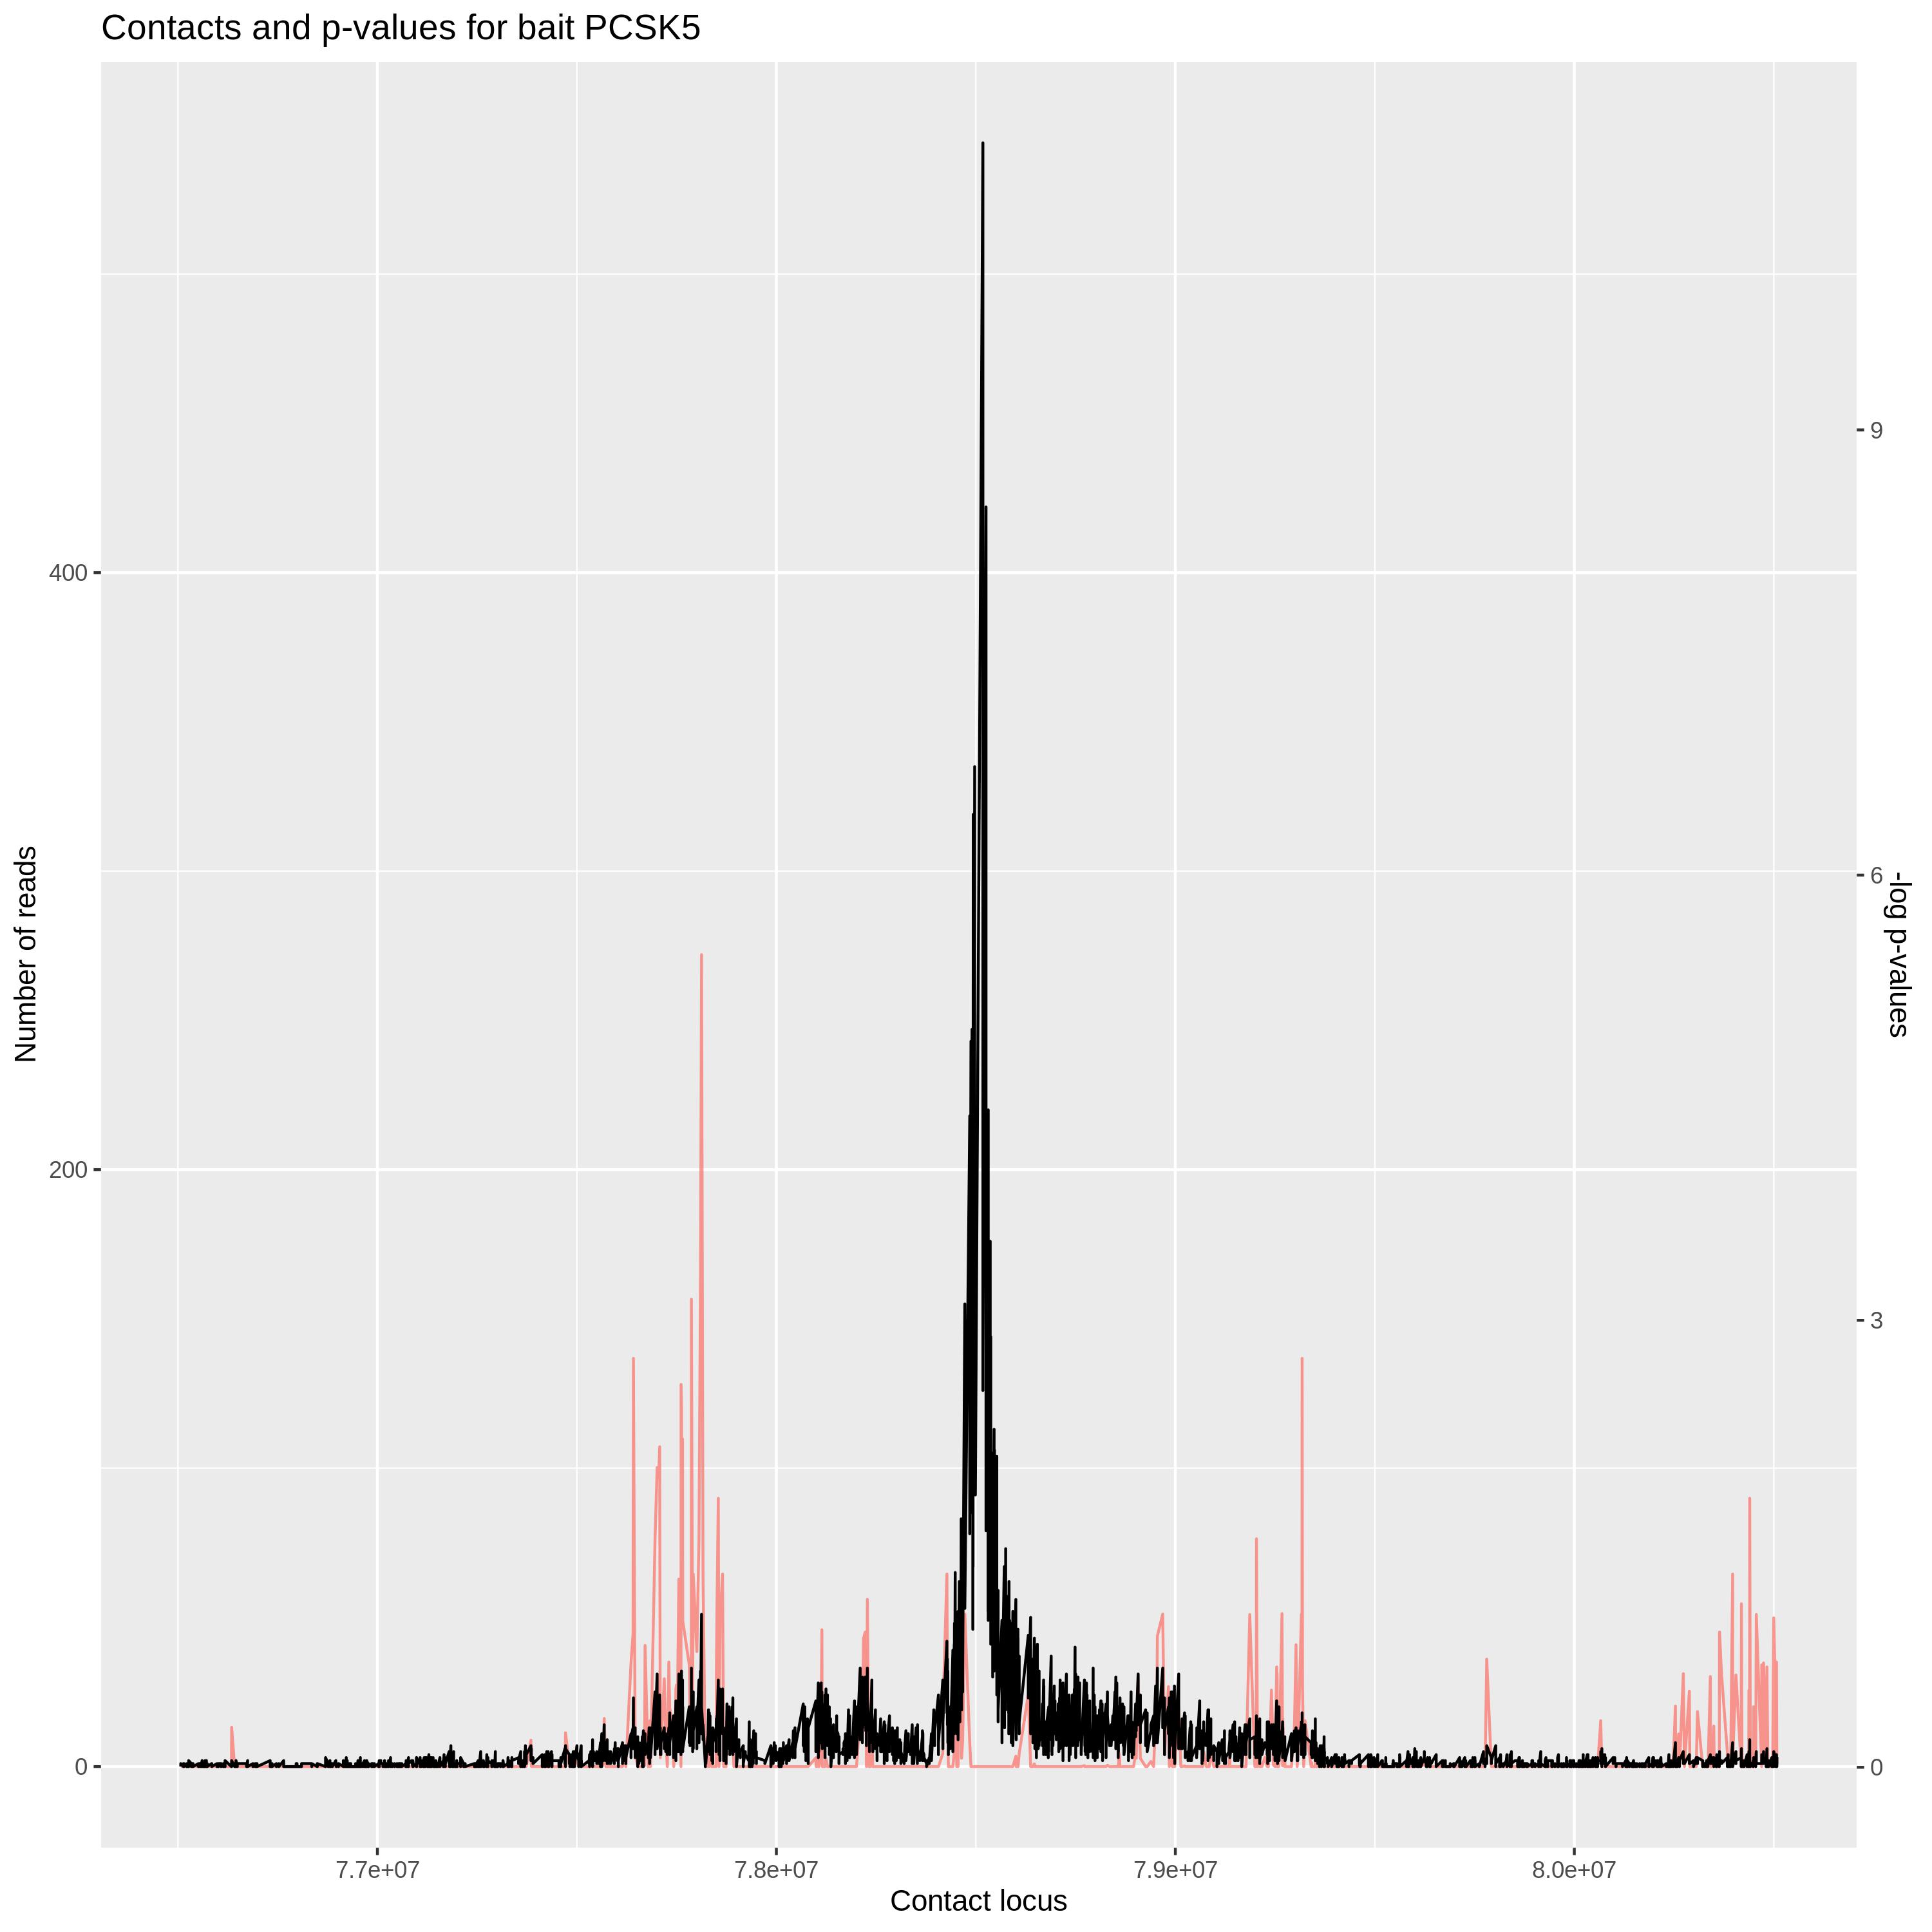 Contacts and p-values for bait PCSK5
Number of reads
400
200
0
9
6
3
0
-log p-values
7.7e+07
7.8e+07
7.9e+07
8.0e+07
Contact locus